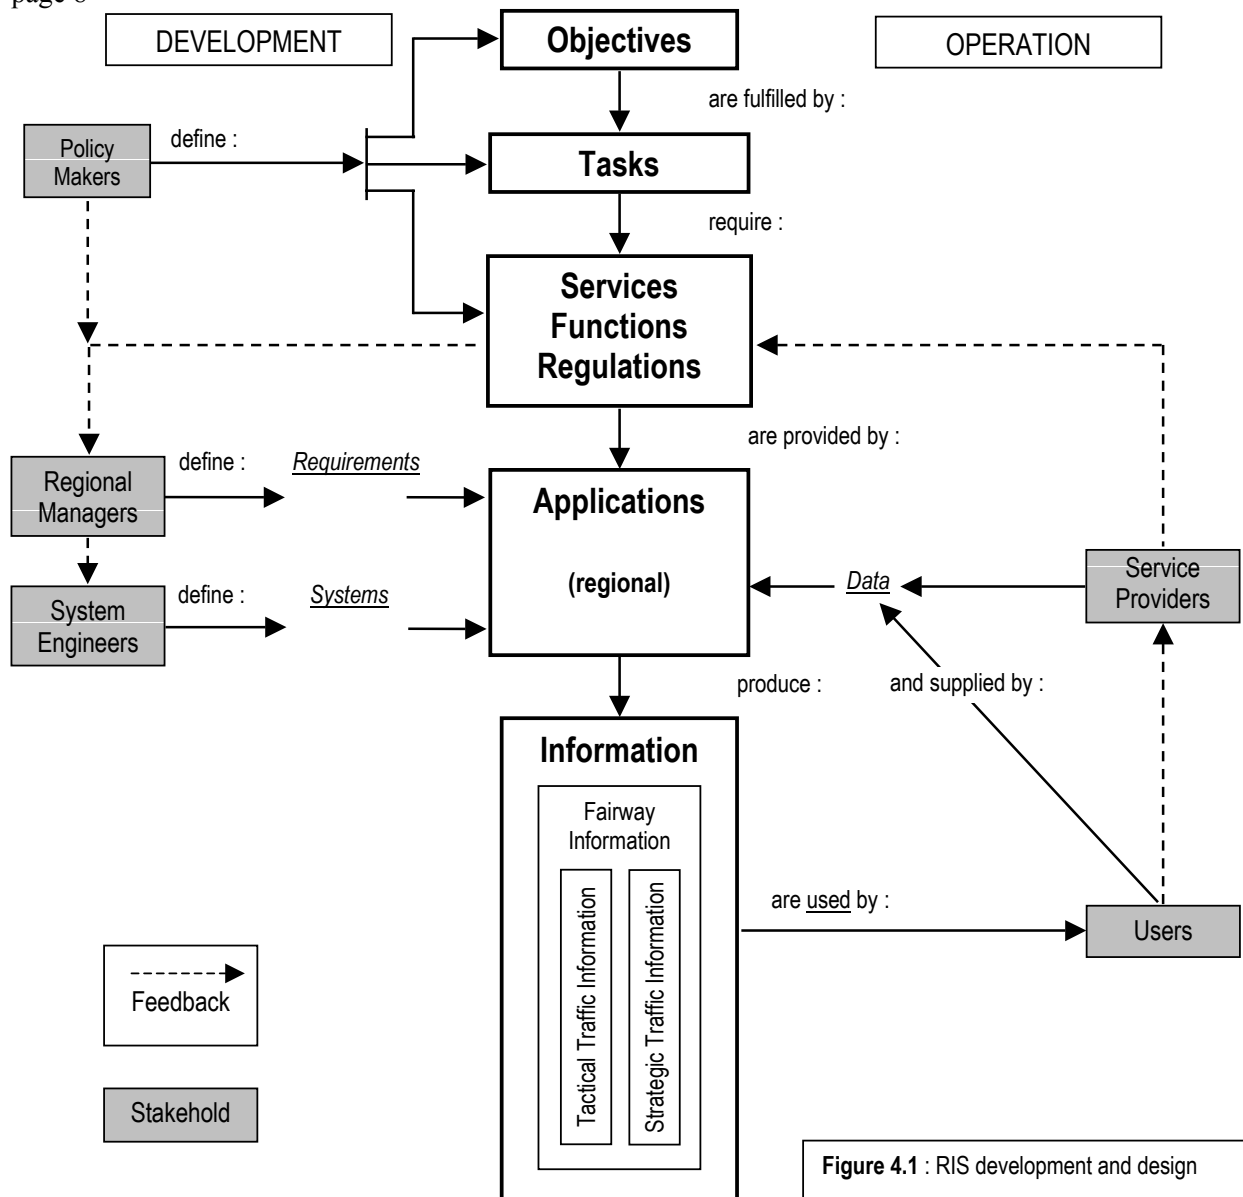 page 8
DEVELOPMENT
Objectives
OPERATION
are fulfilled by :
Policy
Makers
define :
Tasks
require :
Services
Functions
Regulations
are provided by :
Regional
Managers
define :
Requirements
Applications
(regional)
System
Engineers
define :
Systems
Data
Service
Providers
produce :
and supplied by :
Information
Fairway
Information
Tactical Traffic Information
Strategic Traffic Information
are used by :
Users
Feedback
Stakehold
Figure 4.1 : RIS development and design